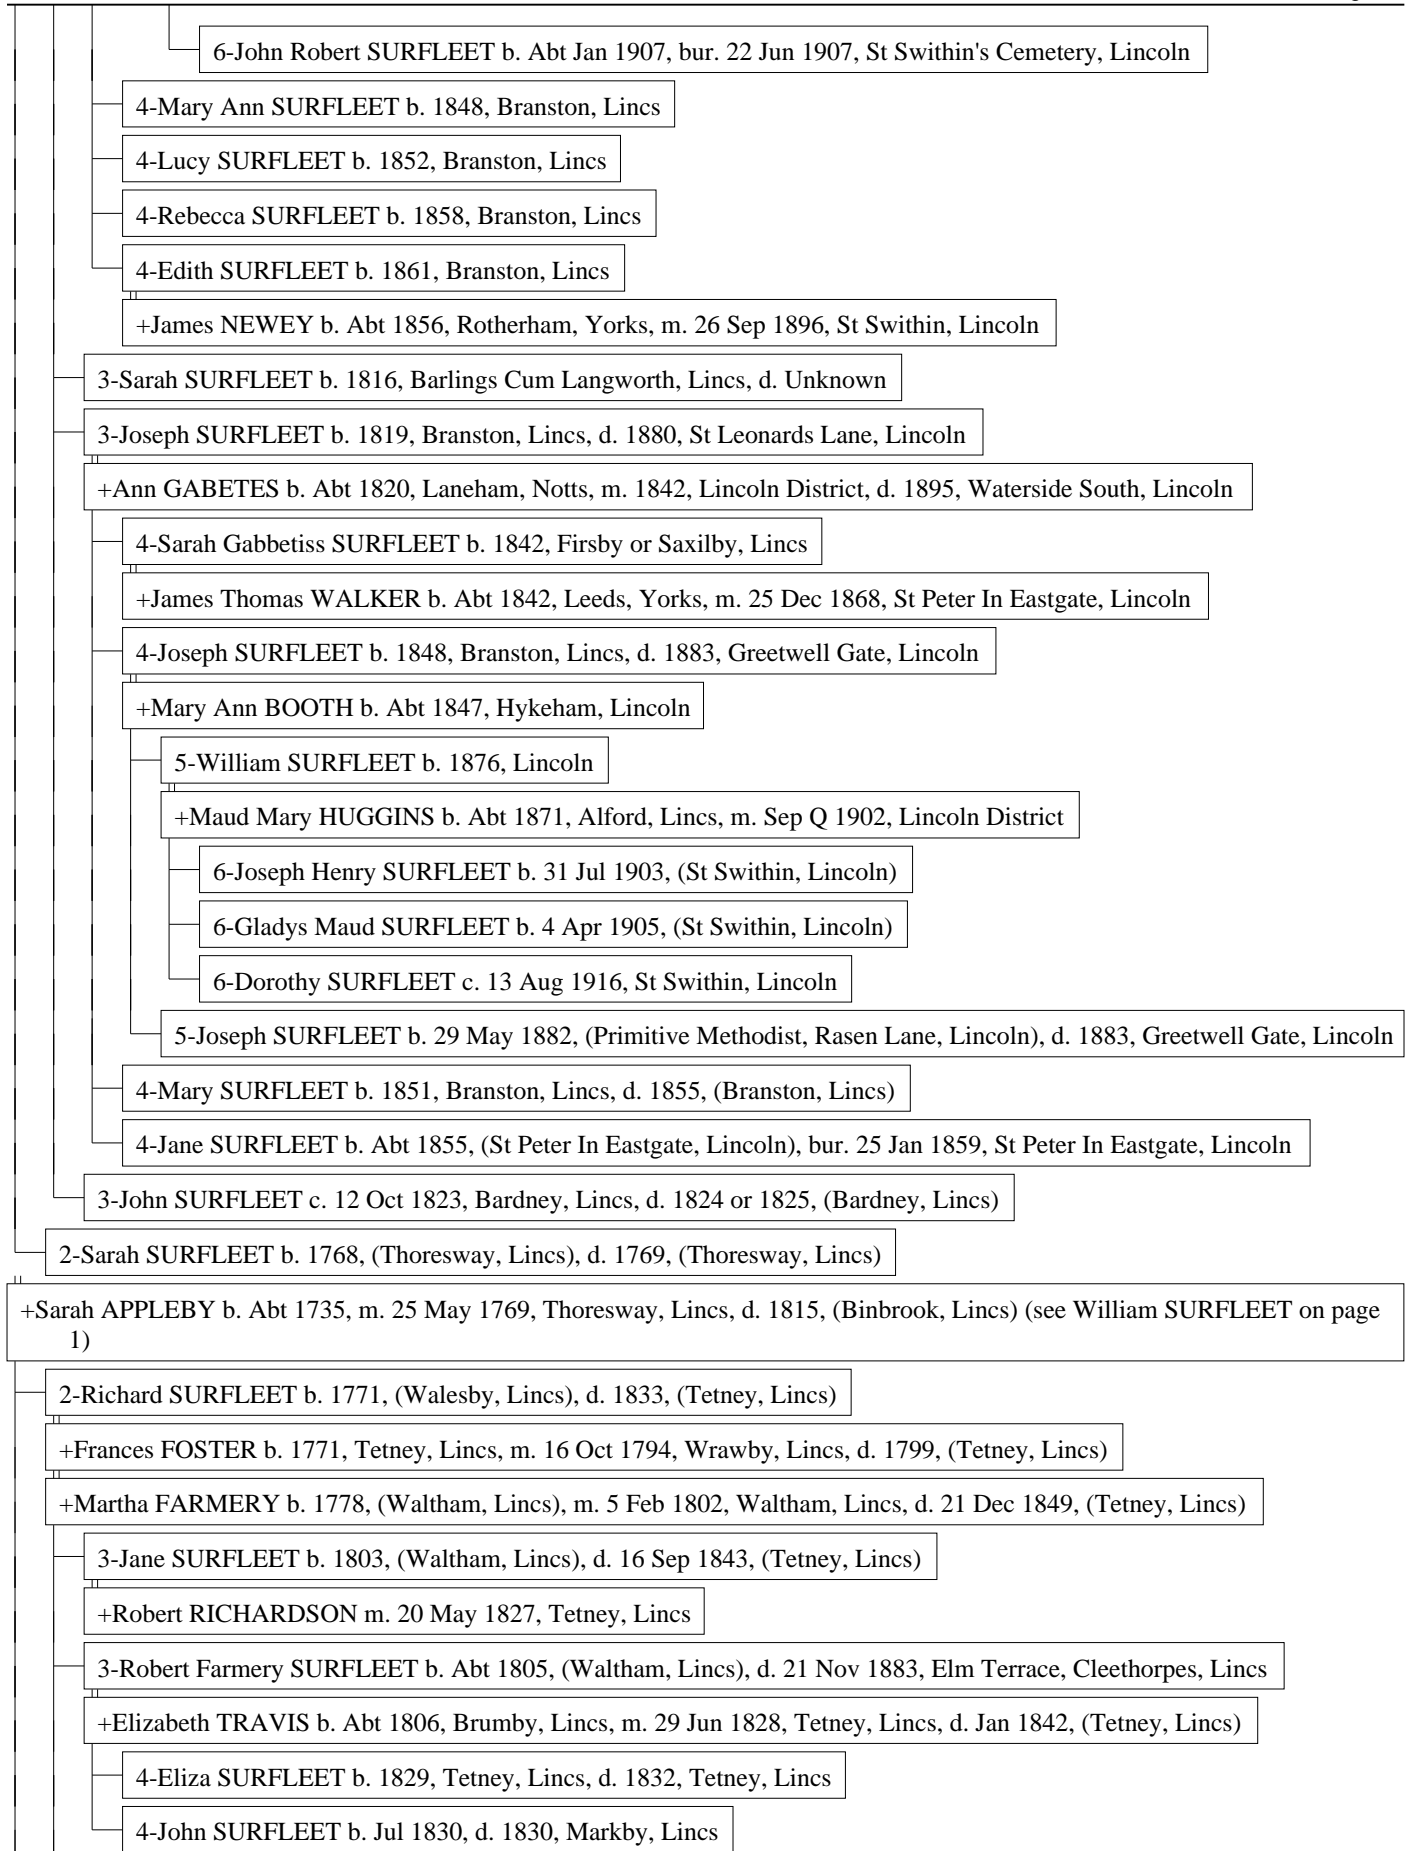 6-John Robert SURFLEET b. Abt Jan 1907, bur. 22 Jun 1907, St Swithin's Cemetery, Lincoln
4-Mary Ann SURFLEET b. 1848, Branston, Lincs
4-Lucy SURFLEET b. 1852, Branston, Lincs
4-Rebecca SURFLEET b. 1858, Branston, Lincs
4-Edith SURFLEET b. 1861, Branston, Lincs
+James NEWEY b. Abt 1856, Rotherham, Yorks, m. 26 Sep 1896, St Swithin, Lincoln
3-Sarah SURFLEET b. 1816, Barlings Cum Langworth, Lincs, d. Unknown
3-Joseph SURFLEET b. 1819, Branston, Lincs, d. 1880, St Leonards Lane, Lincoln
+Ann GABETES b. Abt 1820, Laneham, Notts, m. 1842, Lincoln District, d. 1895, Waterside South, Lincoln
4-Sarah Gabbetiss SURFLEET b. 1842, Firsby or Saxilby, Lincs
+James Thomas WALKER b. Abt 1842, Leeds, Yorks, m. 25 Dec 1868, St Peter In Eastgate, Lincoln
4-Joseph SURFLEET b. 1848, Branston, Lincs, d. 1883, Greetwell Gate, Lincoln
+Mary Ann BOOTH b. Abt 1847, Hykeham, Lincoln
5-William SURFLEET b. 1876, Lincoln
+Maud Mary HUGGINS b. Abt 1871, Alford, Lincs, m. Sep Q 1902, Lincoln District
6-Joseph Henry SURFLEET b. 31 Jul 1903, (St Swithin, Lincoln)
6-Gladys Maud SURFLEET b. 4 Apr 1905, (St Swithin, Lincoln)
6-Dorothy SURFLEET c. 13 Aug 1916, St Swithin, Lincoln
5-Joseph SURFLEET b. 29 May 1882, (Primitive Methodist, Rasen Lane, Lincoln), d. 1883, Greetwell Gate, Lincoln
4-Mary SURFLEET b. 1851, Branston, Lincs, d. 1855, (Branston, Lincs)
4-Jane SURFLEET b. Abt 1855, (St Peter In Eastgate, Lincoln), bur. 25 Jan 1859, St Peter In Eastgate, Lincoln
3-John SURFLEET c. 12 Oct 1823, Bardney, Lincs, d. 1824 or 1825, (Bardney, Lincs)
2-Sarah SURFLEET b. 1768, (Thoresway, Lincs), d. 1769, (Thoresway, Lincs)
+Sarah APPLEBY b. Abt 1735, m. 25 May 1769, Thoresway, Lincs, d. 1815, (Binbrook, Lincs) (see William SURFLEET on page
1)
2-Richard SURFLEET b. 1771, (Walesby, Lincs), d. 1833, (Tetney, Lincs)
+Frances FOSTER b. 1771, Tetney, Lincs, m. 16 Oct 1794, Wrawby, Lincs, d. 1799, (Tetney, Lincs)
+Martha FARMERY b. 1778, (Waltham, Lincs), m. 5 Feb 1802, Waltham, Lincs, d. 21 Dec 1849, (Tetney, Lincs)
3-Jane SURFLEET b. 1803, (Waltham, Lincs), d. 16 Sep 1843, (Tetney, Lincs)
+Robert RICHARDSON m. 20 May 1827, Tetney, Lincs
3-Robert Farmery SURFLEET b. Abt 1805, (Waltham, Lincs), d. 21 Nov 1883, Elm Terrace, Cleethorpes, Lincs
+Elizabeth TRAVIS b. Abt 1806, Brumby, Lincs, m. 29 Jun 1828, Tetney, Lincs, d. Jan 1842, (Tetney, Lincs)
4-Eliza SURFLEET b. 1829, Tetney, Lincs, d. 1832, Tetney, Lincs
4-John SURFLEET b. Jul 1830, d. 1830, Markby, Lincs